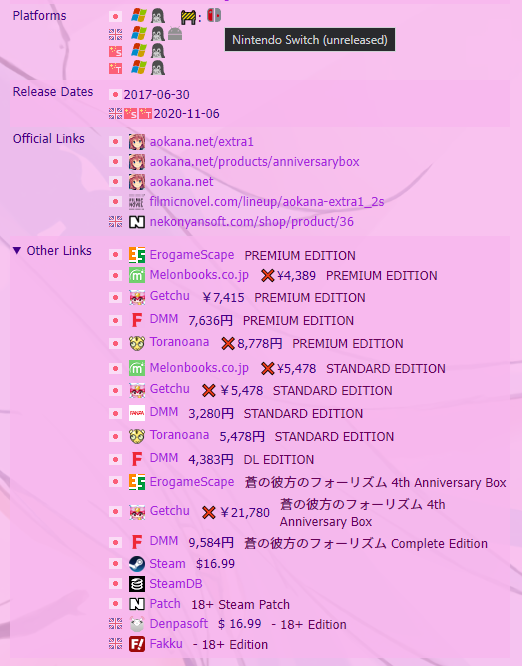 Platforms
:
Nintendo Switch (unreleased)
Release Dates
2017-06-30
2020-11-06
Official Links
aokana.net/extra1
aokana.net/products/anniversarybox
aokana.net
filmicnovel.com/lineup/aokana-extra1_2s
nekonyansoft.com/shop/product/36
▼ Other Links
ErogameScape PREMIUM EDITION
Melonbooks.co.jp ❌¥4,389 PREMIUM EDITION
Getchu ￥7,415 PREMIUM EDITION
DMM 7,636円 PREMIUM EDITION
Toranoana ❌8,778円 PREMIUM EDITION
Melonbooks.co.jp ❌¥5,478 STANDARD EDITION
Getchu ❌￥5,478 STANDARD EDITION
DMM 3,280円 STANDARD EDITION
Toranoana 5,478円 STANDARD EDITION
DMM 4,383円 DL EDITION
ErogameScape 蒼の彼方のフォーリズム 4th Anniversary Box
Getchu ❌￥21,780 蒼の彼方のフォーリズム 4th
Anniversary Box
DMM 9,584円 蒼の彼方のフォーリズム Complete Edition
Steam $16.99
SteamDB
Patch 18+ Steam Patch
Denpasoft $ 16.99 - 18+ Edition
Fakku - 18+ Edition